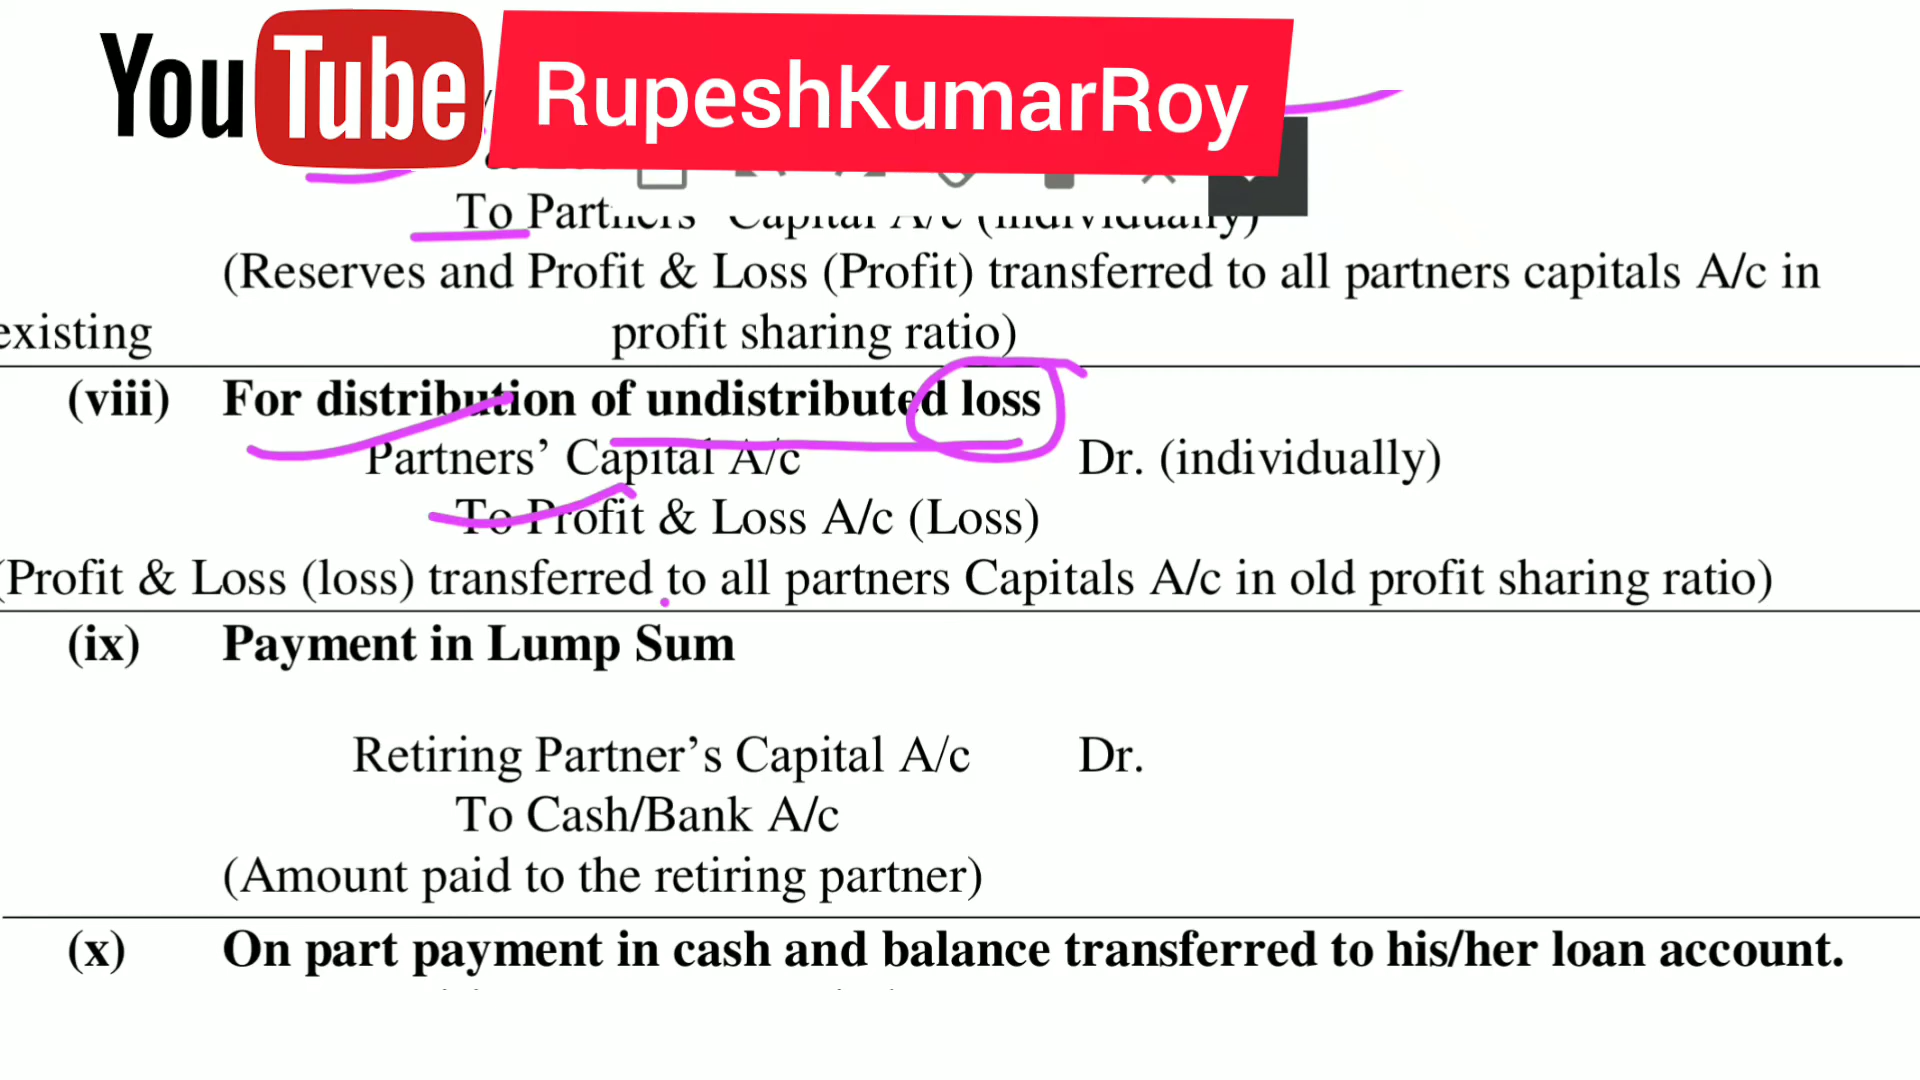 YouTube RupeshKumarRoy
To Partners' Capital A/c (individually)
(Reserves and Profit & Loss (Profit) transferred to all partners capitals A/c in
existing profit sharing ratio)
(viii) For distribution of undistributed loss
Partners' Capital A/c Dr. (individually)
To Profit & Loss A/c (Loss)
(Profit & Loss (loss) transferred to all partners Capitals A/c in old profit sharing ratio)
(ix) Payment in Lump Sum
Retiring Partner's Capital A/c Dr.
To Cash/Bank A/c
(Amount paid to the retiring partner)
(x) On part payment in cash and balance transferred to his/her loan account.